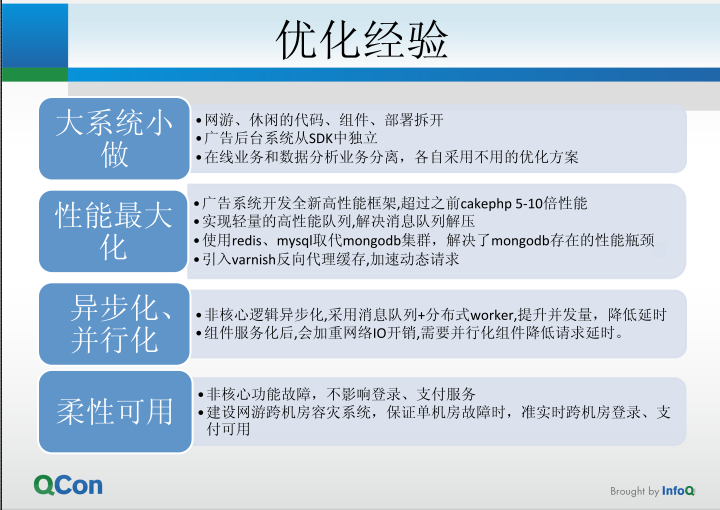 优化经验
大系统小
做
•网游、休闲的代码、组件、部署拆开
•广告后台系统从SDK中独立
•在线业务和数据分析业务分离，各自采用不用的优化方案
性能最大
化
•广告系统开发全新高性能框架,超过之前cakephp 5-10倍性能
•实现轻量的高性能队列,解决消息队列解压
•使用redis、mysql取代mongodb集群，解决了mongodb存在的性能瓶颈
•引入varnish反向代理缓存,加速动态请求
异步化、
并行化
•非核心逻辑异步化,采用消息队列+分布式worker,提升并发量，降低延时
•组件服务化后,会加重网络IO开销,需要并行化组件降低请求延时。
柔性可用
•非核心功能故障，不影响登录、支付服务
•建设网游跨机房容灾系统，保证单机房故障时，准实时跨机房登录、支
付可用
QCon
Brought by InfoQ